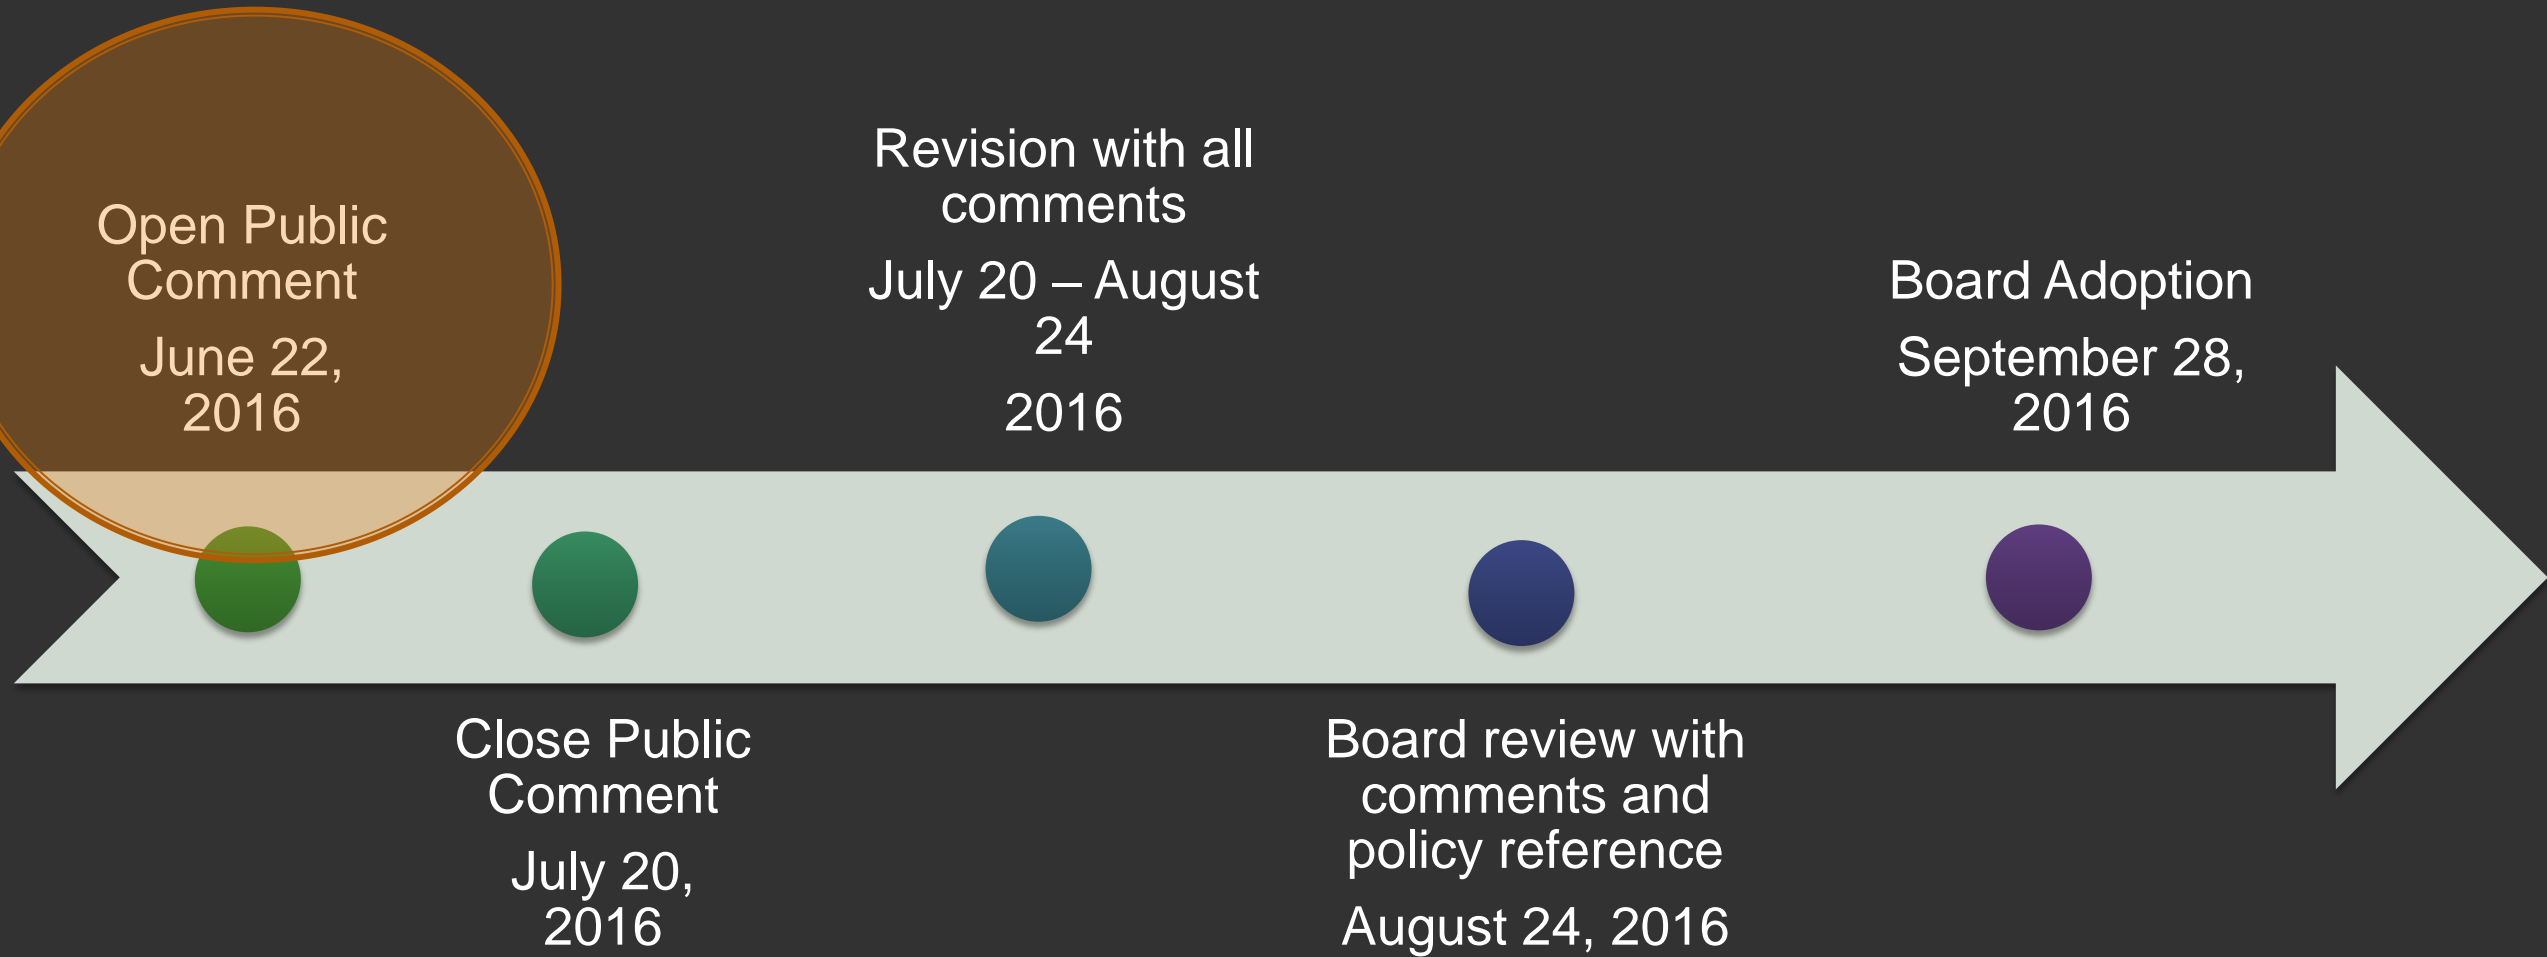 Open Public
Comment
June 22,
2016
Close Public
Comment
July 20,
2016
Revision with all
comments
July 20 – August
24
2016
Board review with
comments and
policy reference
August 24, 2016
Board Adoption
September 28,
2016